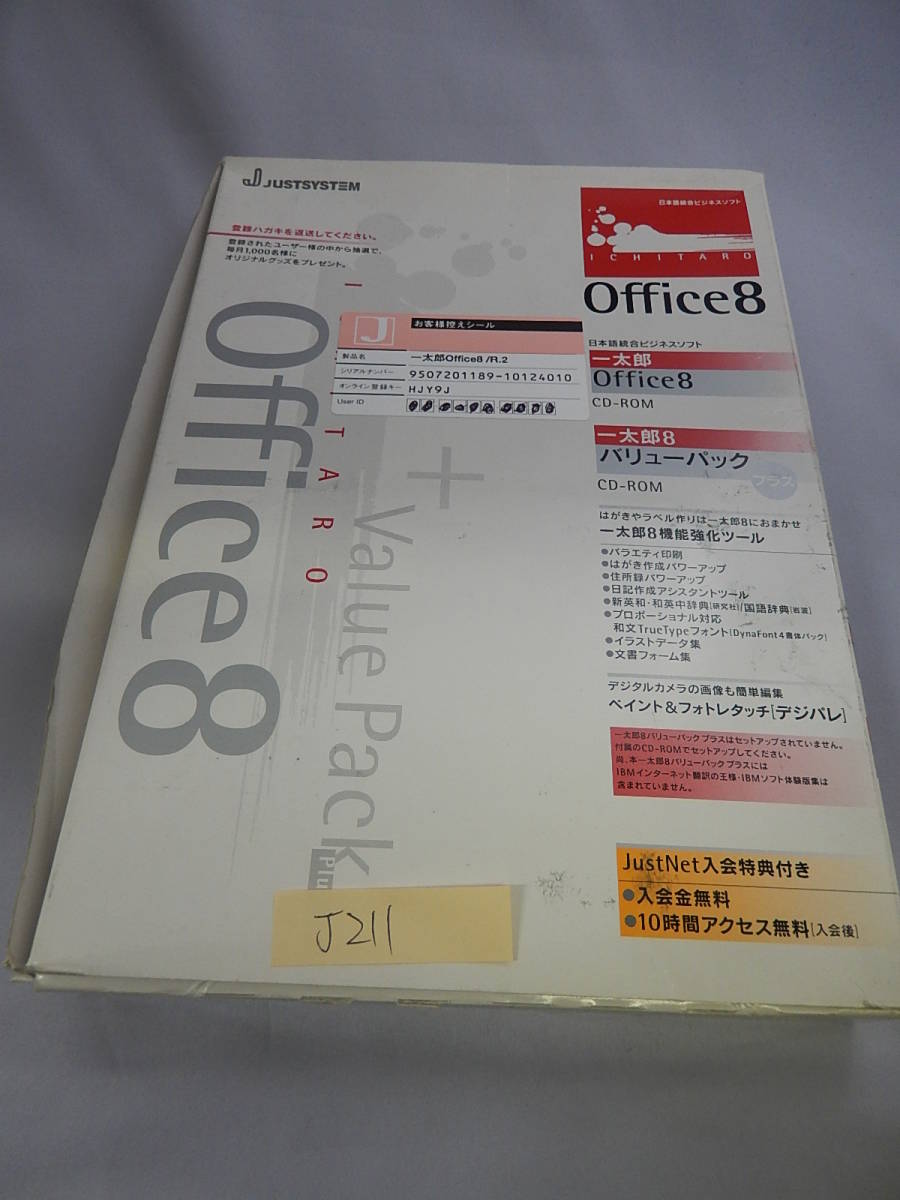 JUSTSYSTEM
登録ハガキを返送してください。
登録されたユーザー様の中から抽選で、
毎月1,000名様に
オリジナルグッズをプレゼント。
Office8
+ Value Pack
お客様控えシール
製品名 一太郎Office8 /R.2
シリアルナンバー 9507201189-10124010
オンライン登録キー HJY9J
User ID
日本語統合ビジネスソフト
ICHITARO
Office8
日本語統合ビジネスソフト
一太郎
Office8
CD-ROM
一太郎8
バリューパック
プラス
CD-ROM
はがきやラベル作りは一太郎8におまかせ
一太郎8機能強化ツール
●バラエティ印刷
●はがき作成パワーアップ
●住所録パワーアップ
●日記作成アシスタントツール
●新英和・和英中辞典[研究社]/国語辞典[岩波]
●プロポーショナル対応
和文TrueTypeフォント[DynaFont4書体パック]
●イラストデータ集
●文書フォーム集
デジタルカメラの画像も簡単編集
ペイント&フォトレタッチ[デジパレ]
一太郎8バリューパックプラスはセットアップされていません。
付属のCD-ROMでセットアップしてください。
尚、本一太郎8バリューパックプラスには
IBMインターネット翻訳の王様・IBMソフト体験版集は
含まれていません。
JustNet入会特典付き
●入会金無料
●10時間アクセス無料[入会後]
J211